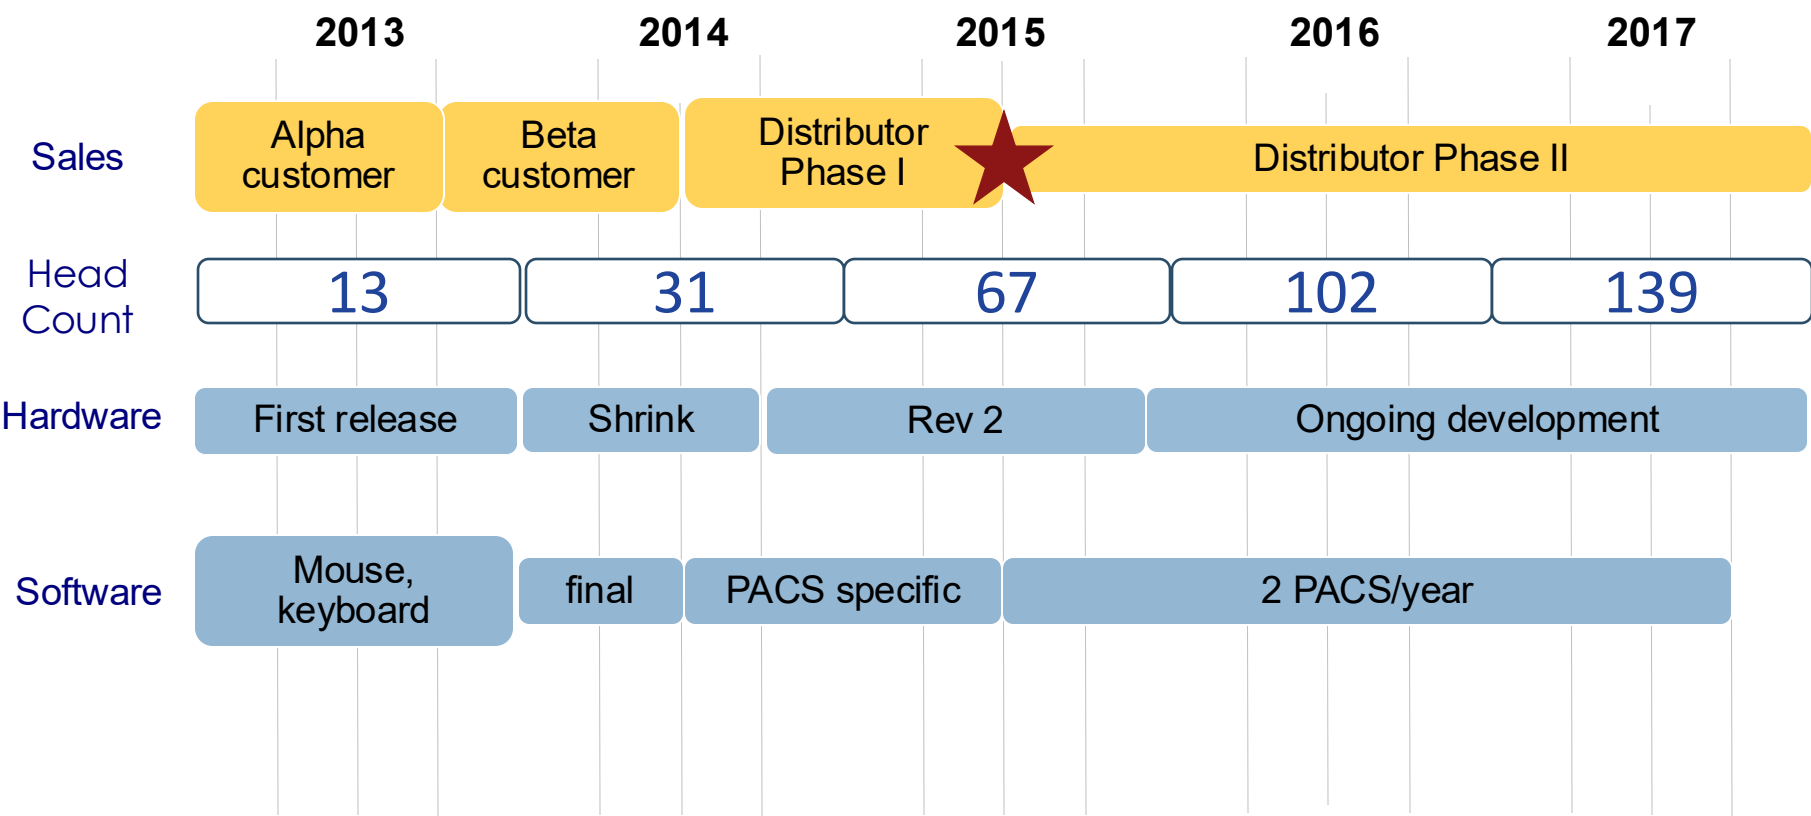 2013 2014 2015 2016 2017
Sales
Alpha
customer
Beta
customer
Distributor
Phase I
Distributor Phase II
Head
Count
13 31 67 102 139
Hardware
First release
Shrink
Rev 2
Ongoing development
Software
Mouse,
keyboard
final
PACS specific
2 PACS/year